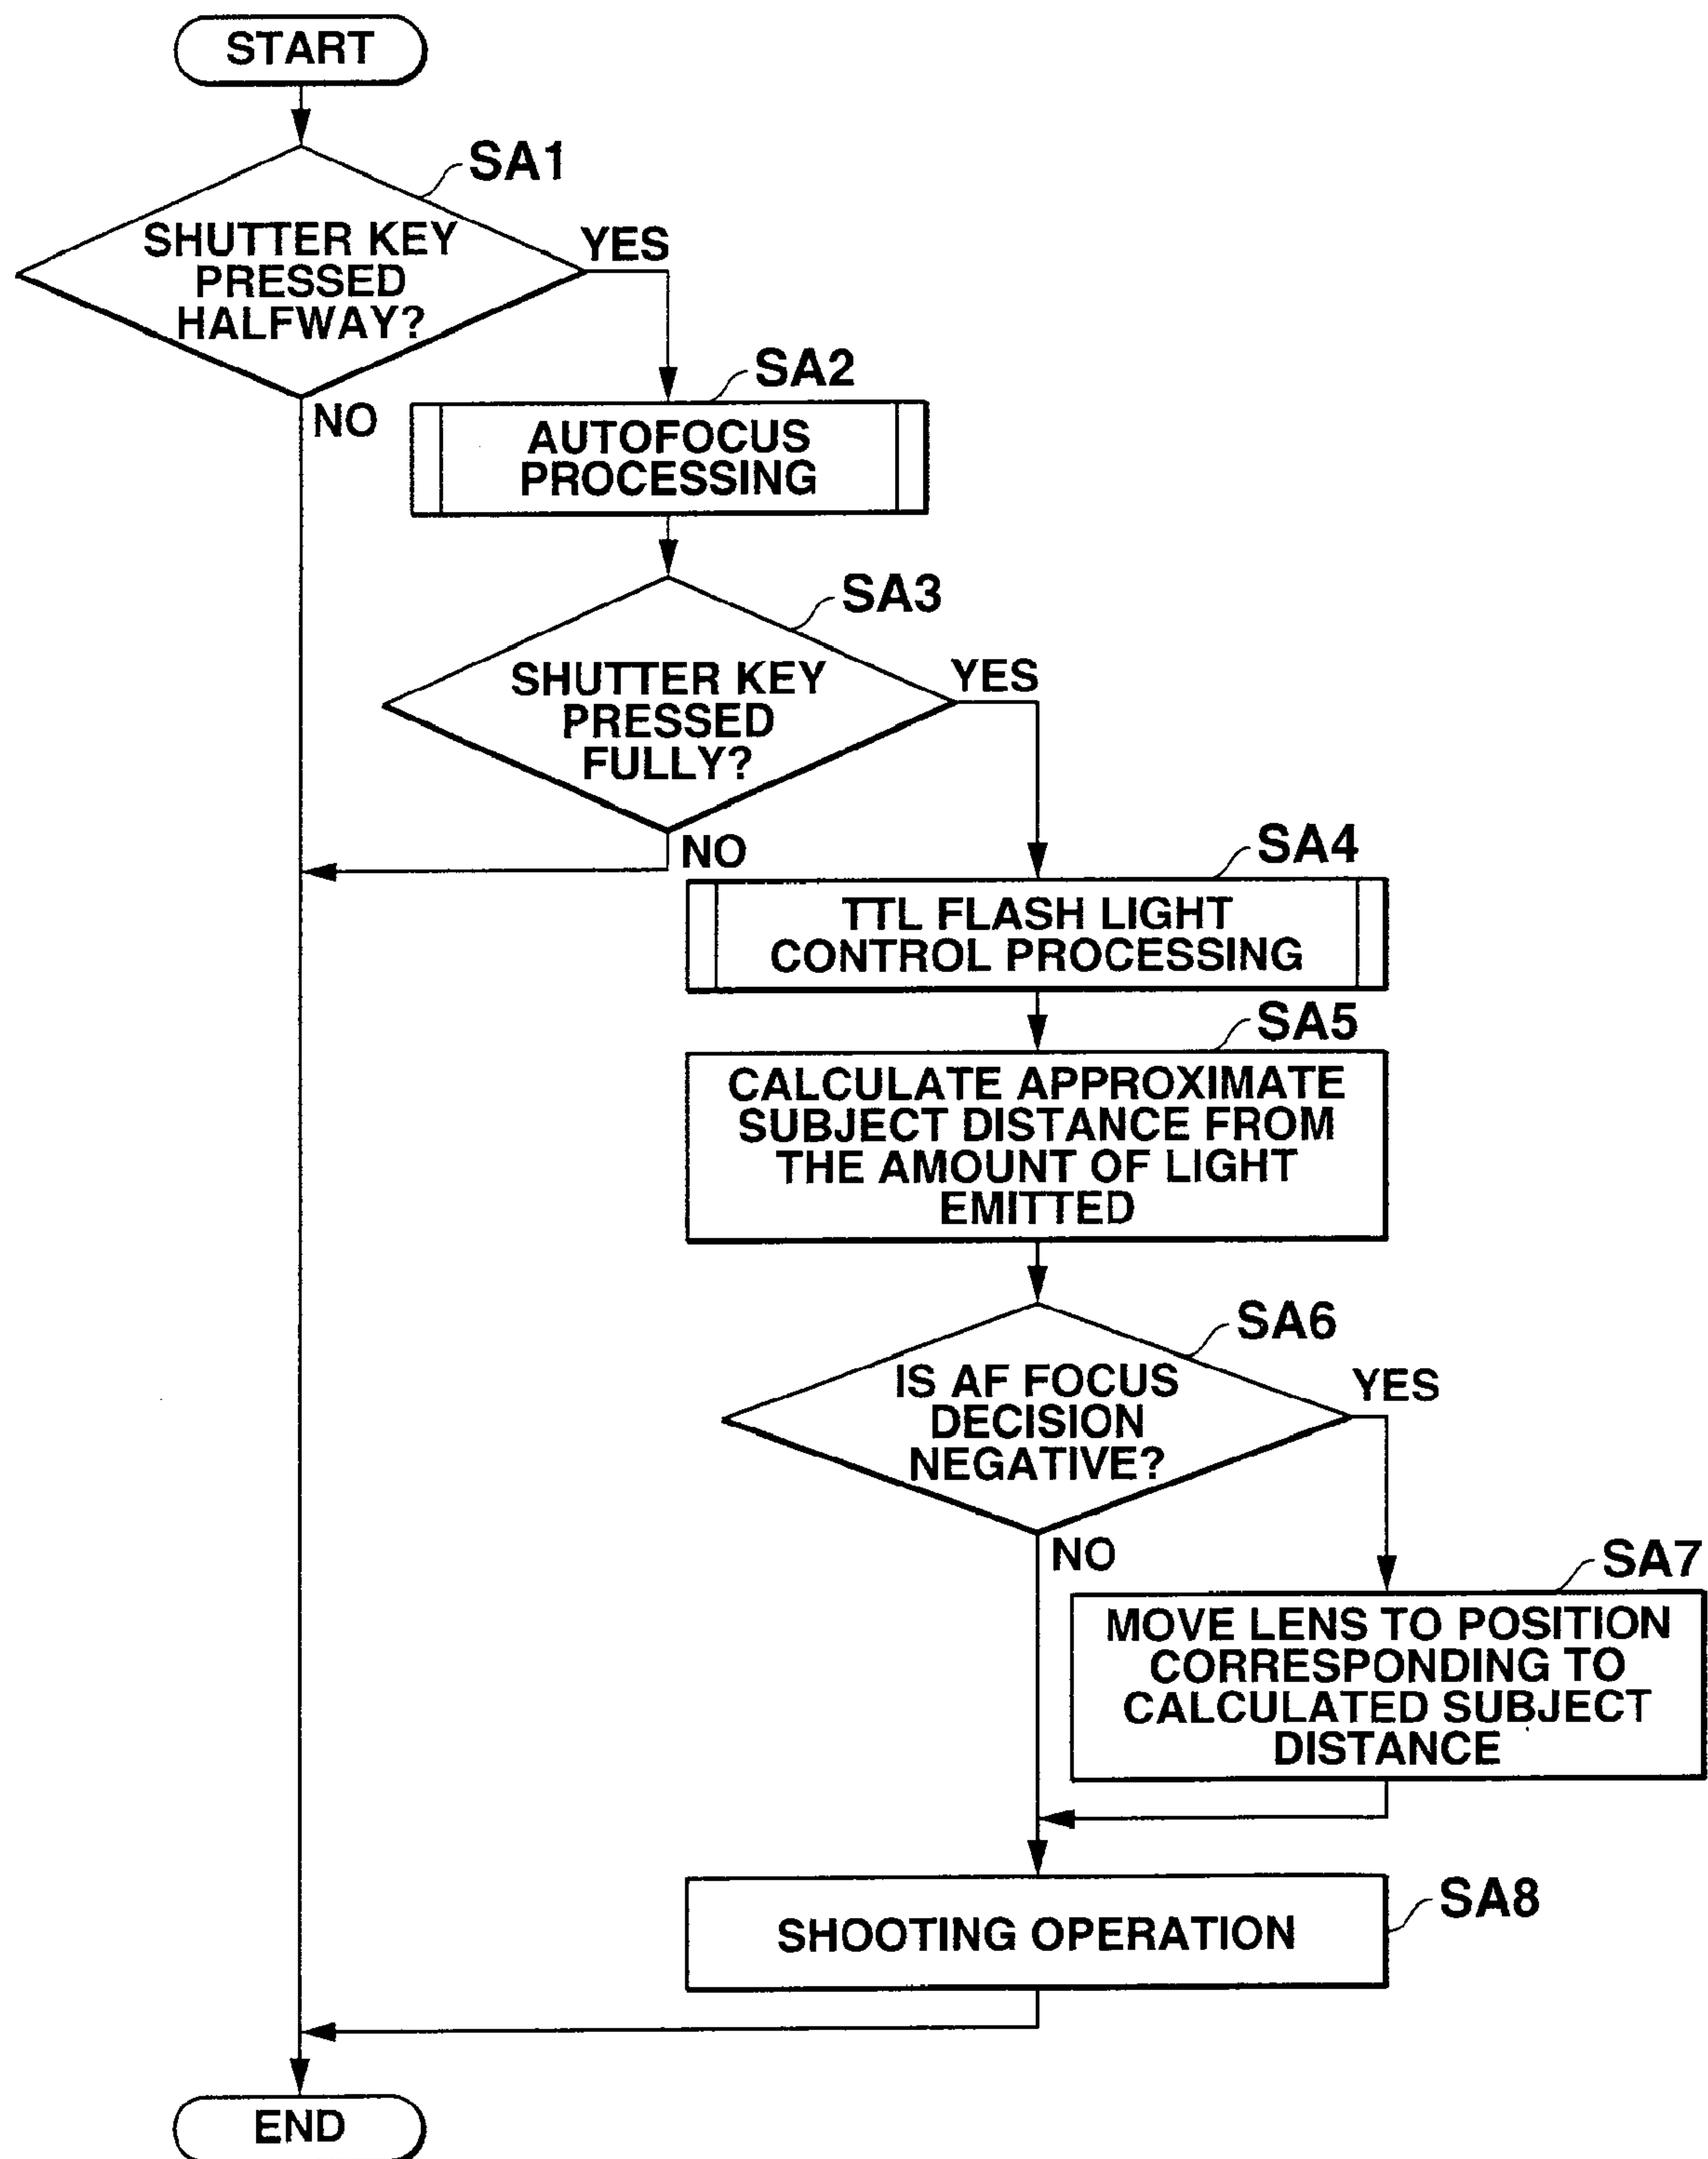 START
SA1
SHUTTER KEY
PRESSED
HALFWAY?
YES
NO
SA2
AUTOFOCUS
PROCESSING
SA3
SHUTTER KEY
PRESSED
FULLY?
YES
NO
SA4
TTL FLASH LIGHT
CONTROL PROCESSING
SA5
CALCULATE APPROXIMATE
SUBJECT DISTANCE FROM
THE AMOUNT OF LIGHT
EMITTED
SA6
IS AF FOCUS
DECISION
NEGATIVE?
YES
NO
SA7
MOVE LENS TO POSITION
CORRESPONDING TO
CALCULATED SUBJECT
DISTANCE
SA8
SHOOTING OPERATION
END